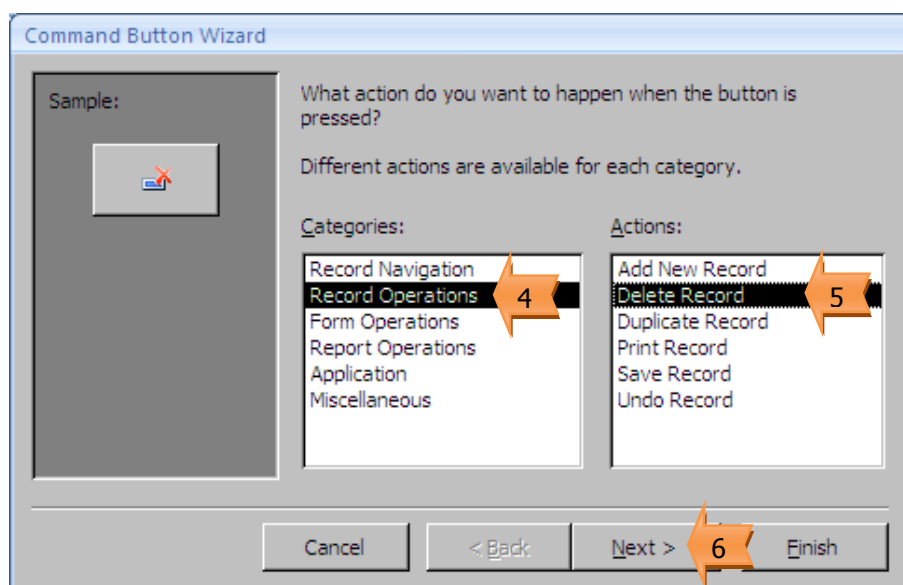 Command Button Wizard
Sample:
What action do you want to happen when the button is
pressed?
Different actions are available for each category.
Categories:
Record Navigation
Record Operations
4
Form Operations
Report Operations
Application
Miscellaneous
Actions:
Add New Record
Delete Record
5
Duplicate Record
Print Record
Save Record
Undo Record
Cancel
< Back
Next >
6
Finish